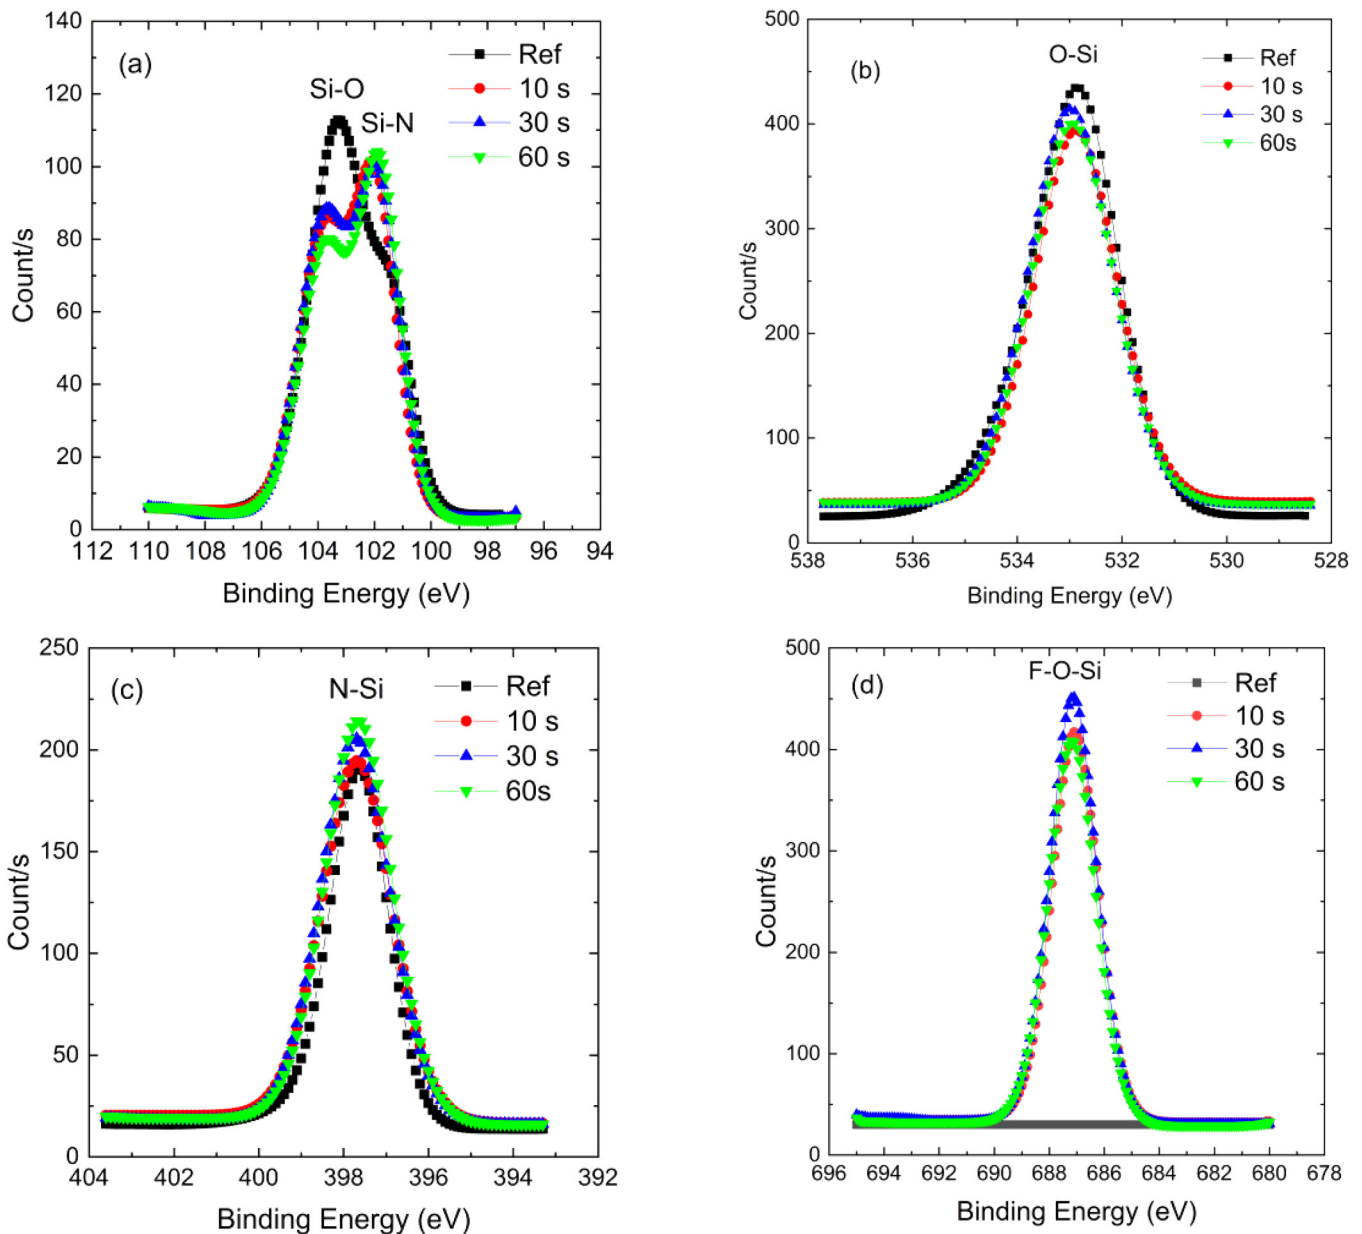 140
120
100
80
60
40
20
0
(a)
Si-O
Si-N
Ref
10 s
30 s
60 s
Count/s
112 110 108 106 104 102 100 98 96 94
Binding Energy (eV)
500
400
300
200
100
0
(b)
O-Si
Ref
10 s
30 s
60s
Count/s
538 536 534 532 530 528
Binding Energy (eV)
250
200
150
100
50
0
(c)
N-Si
Ref
10 s
30 s
60s
Count/s
404 402 400 398 396 394 392
Binding Energy (eV)
500
400
300
200
100
0
(d)
F-O-Si
Ref
10 s
30 s
60 s
Count/s
696 694 692 690 688 686 684 682 680 678
Binding Energy (eV)